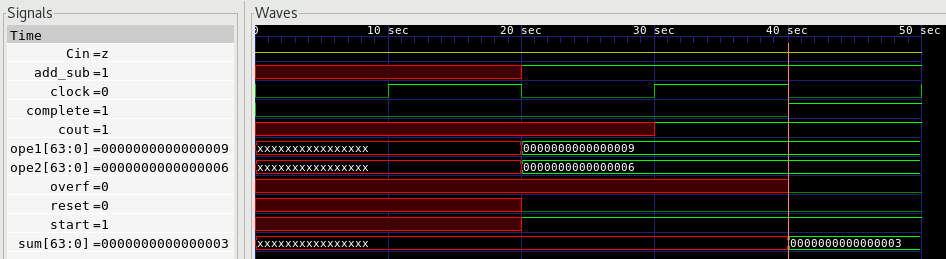 Signals Waves
Time 0 10 sec 20 sec 30 sec 40 sec 50 sec
Cin=z
add_sub=1
clock=0
complete=1
cout=1
ope1[63:0]=0000000000000009 xxxxxxxxxxxxxxxx 0000000000000009
ope2[63:0]=0000000000000006 xxxxxxxxxxxxxxxx 0000000000000006
overf=0
reset=0
start=1
sum[63:0]=0000000000000003 xxxxxxxxxxxxxxxx 0000000000000003